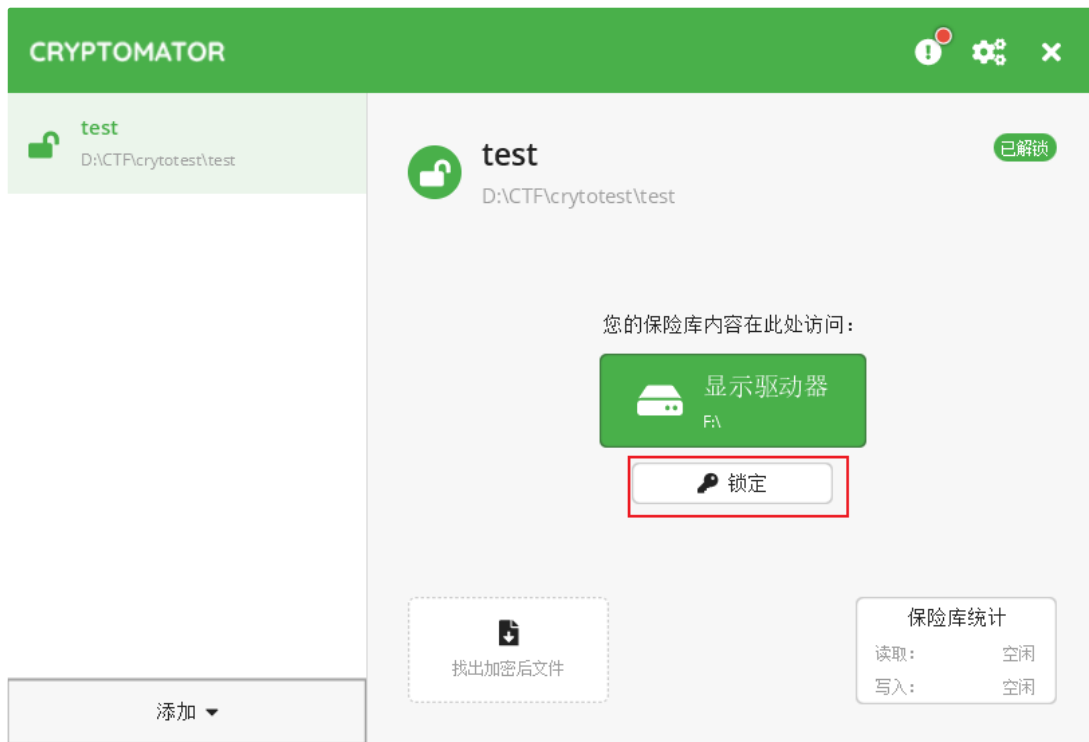 CRYPTOMATOR
test
D:\CTF\crytotest\test
添加
test
D:\CTF\crytotest\test
已解锁
您的保险库内容在此处访问：
显示驱动器
F:\
锁定
找出加密后文件
保险库统计
读取： 空闲
写入： 空闲